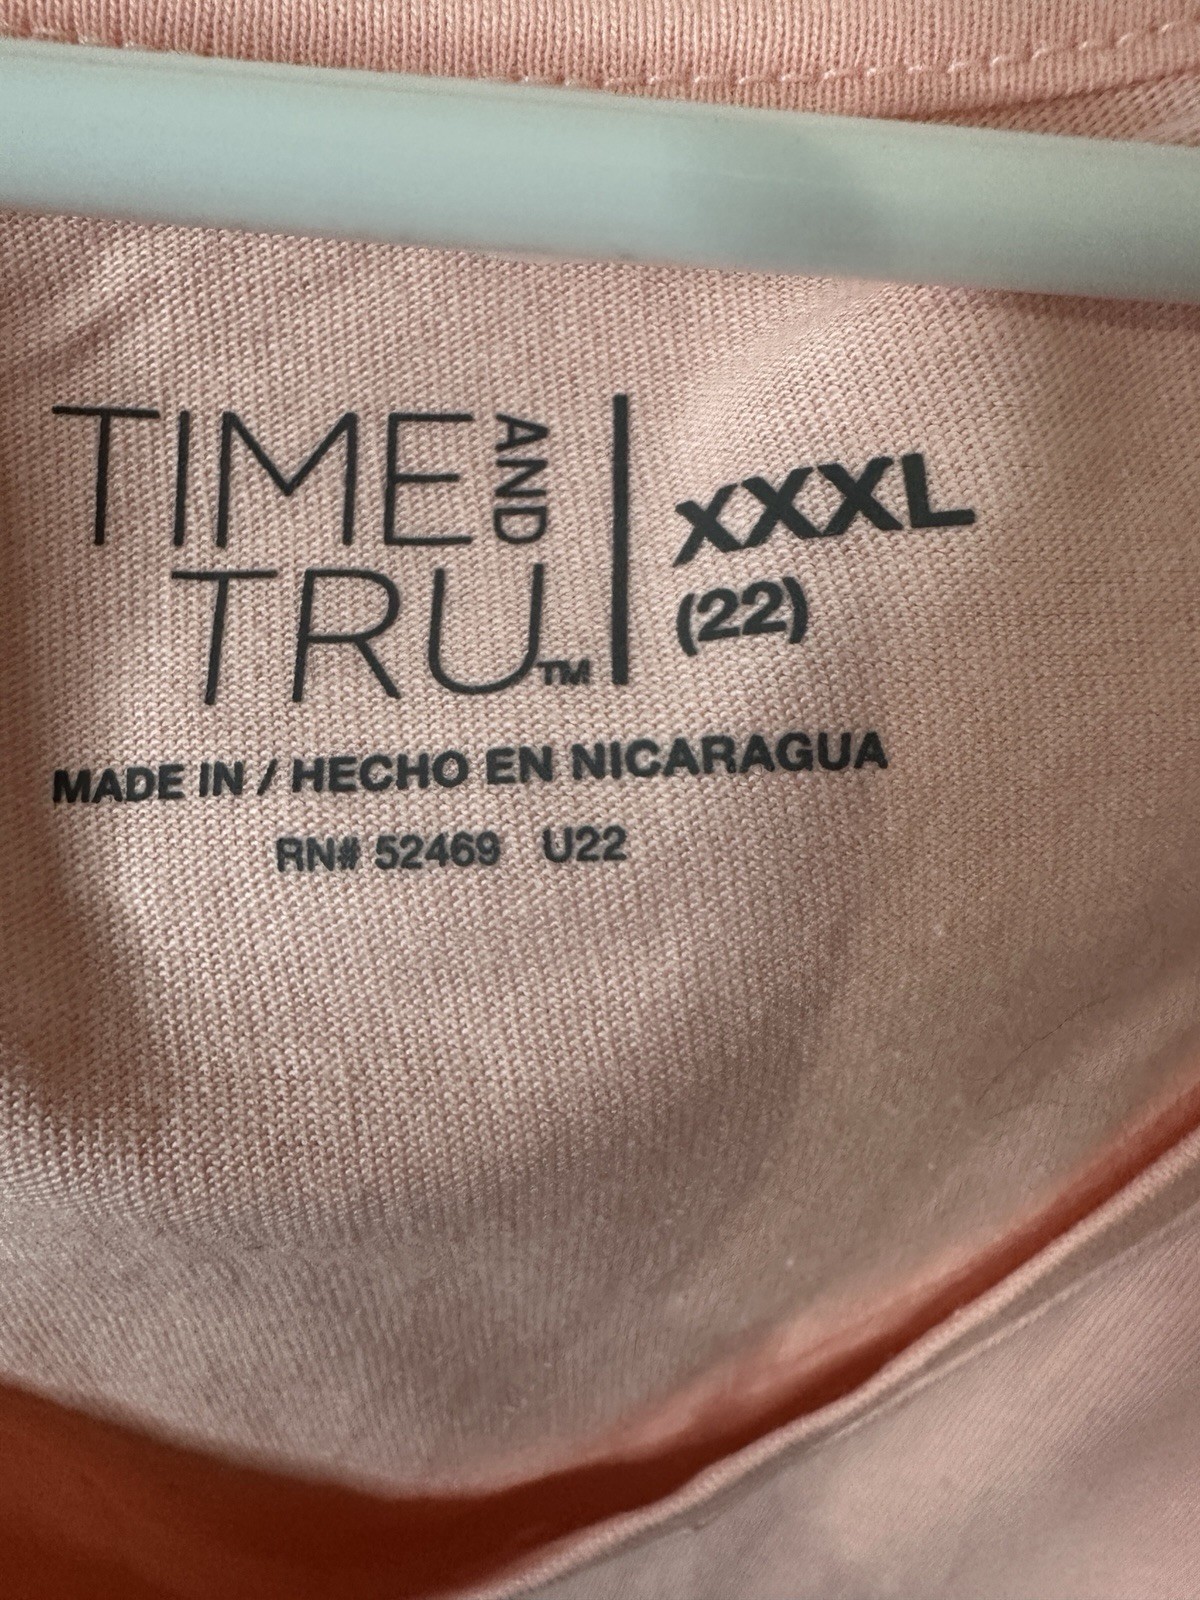 TIME AND
TRU™
XXXL
(22)
MADE IN / HECHO EN NICARAGUA
RN# 52469 U22